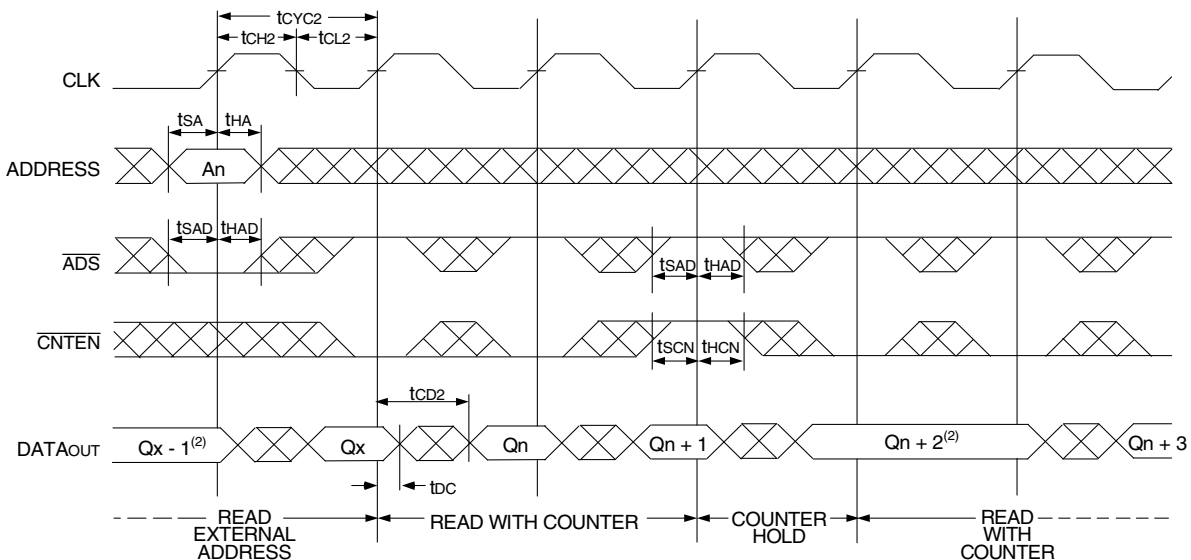 tCYC2
tCH2 tCL2
CLK
tSA tHA
ADDRESS An
tSAD tHAD
ADS
tSAD tHAD
CNTEN
tSCN tHCN
tCD2
DATAOUT Qx - 1(2) Qx Qn Qn + 1 Qn + 2(2) Qn + 3
tDC
READ EXTERNAL ADDRESS
READ WITH COUNTER
COUNTER HOLD
READ WITH COUNTER